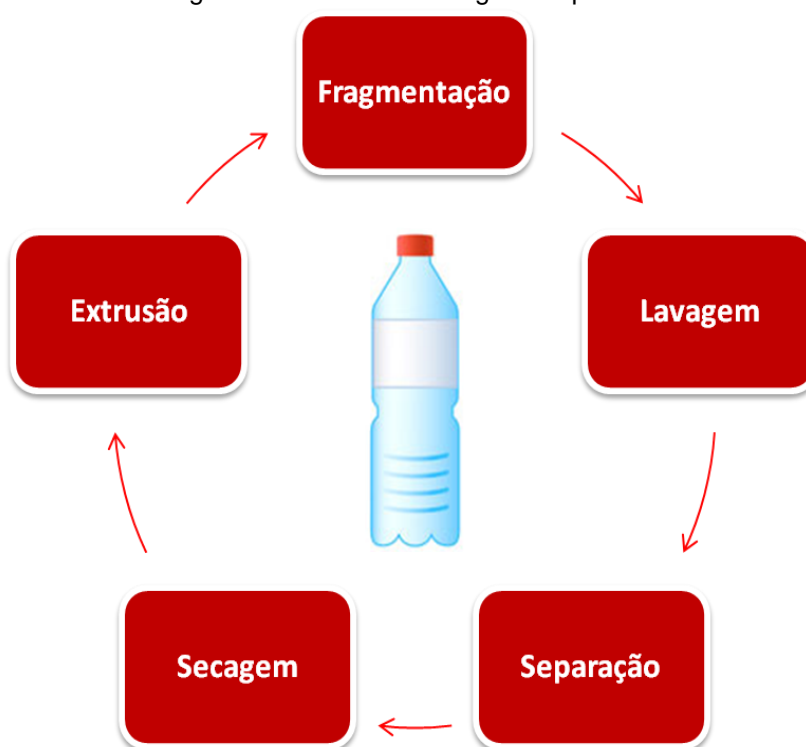 Fragmentação
Lavagem
Separação
Secagem
Extrusão